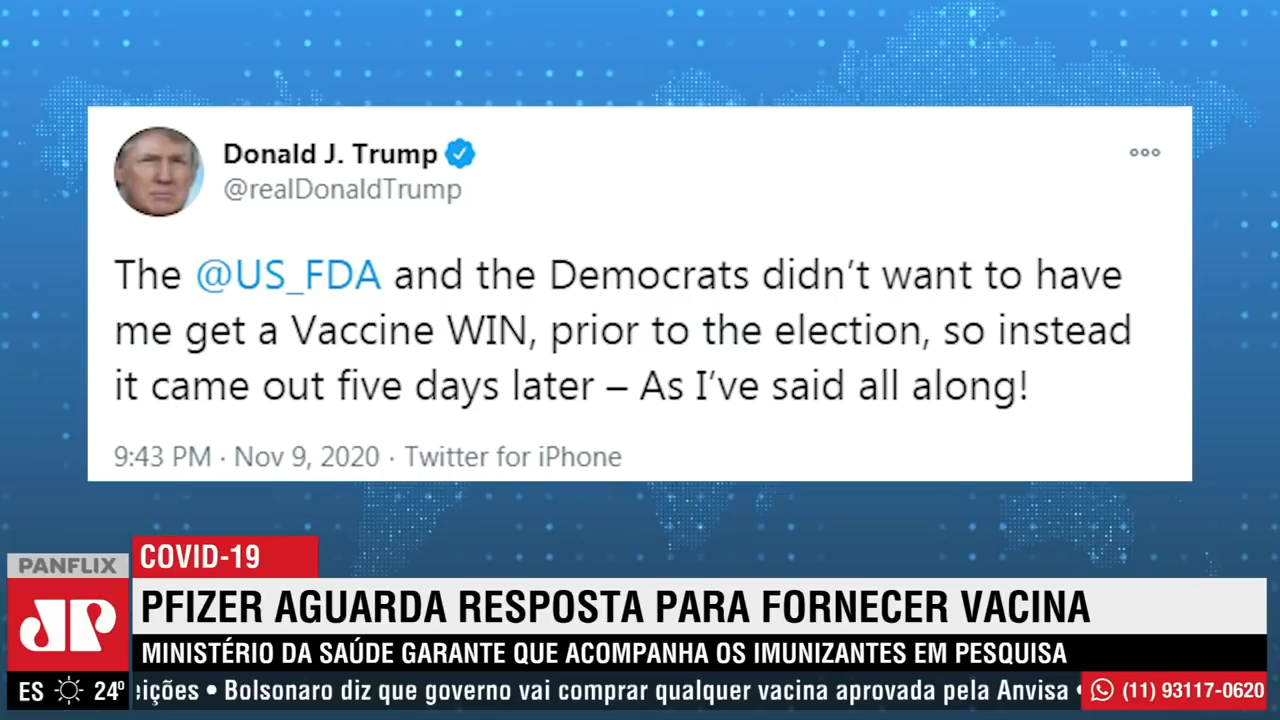 Donald J. Trump
@realDonaldTrump
The @US_FDA and the Democrats didn't want to have
me get a Vaccine WIN, prior to the election, so instead
it came out five days later – As I've said all along!
9:43 PM · Nov 9, 2020 · Twitter for iPhone
PANFLIX
COVID-19
JP
PFIZER AGUARDA RESPOSTA PARA FORNECER VACINA
MINISTÉRIO DA SAÚDE GARANTE QUE ACOMPANHA OS IMUNIZANTES EM PESQUISA
ES 24º
ições • Bolsonaro diz que governo vai comprar qualquer vacina aprovada pela Anvisa •
(11) 93117-0620